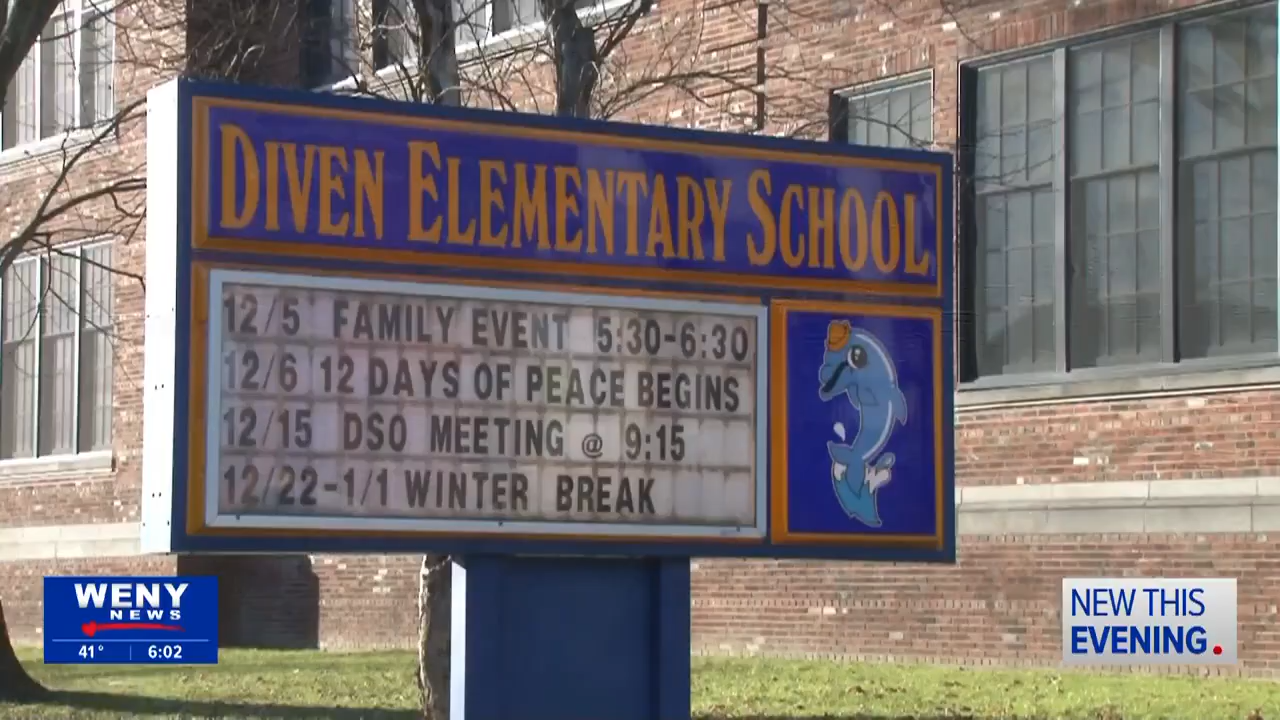 DIVEN ELEMENTARY SCHOOL
12/5 FAMILY EVENT 5:30-6:30
12/6 12 DAYS OF PEACE BEGINS
12/15 DSO MEETING @ 9:15
12/22-1/1 WINTER BREAK
WENY
NEWS
41° 6:02
NEW THIS
EVENING.